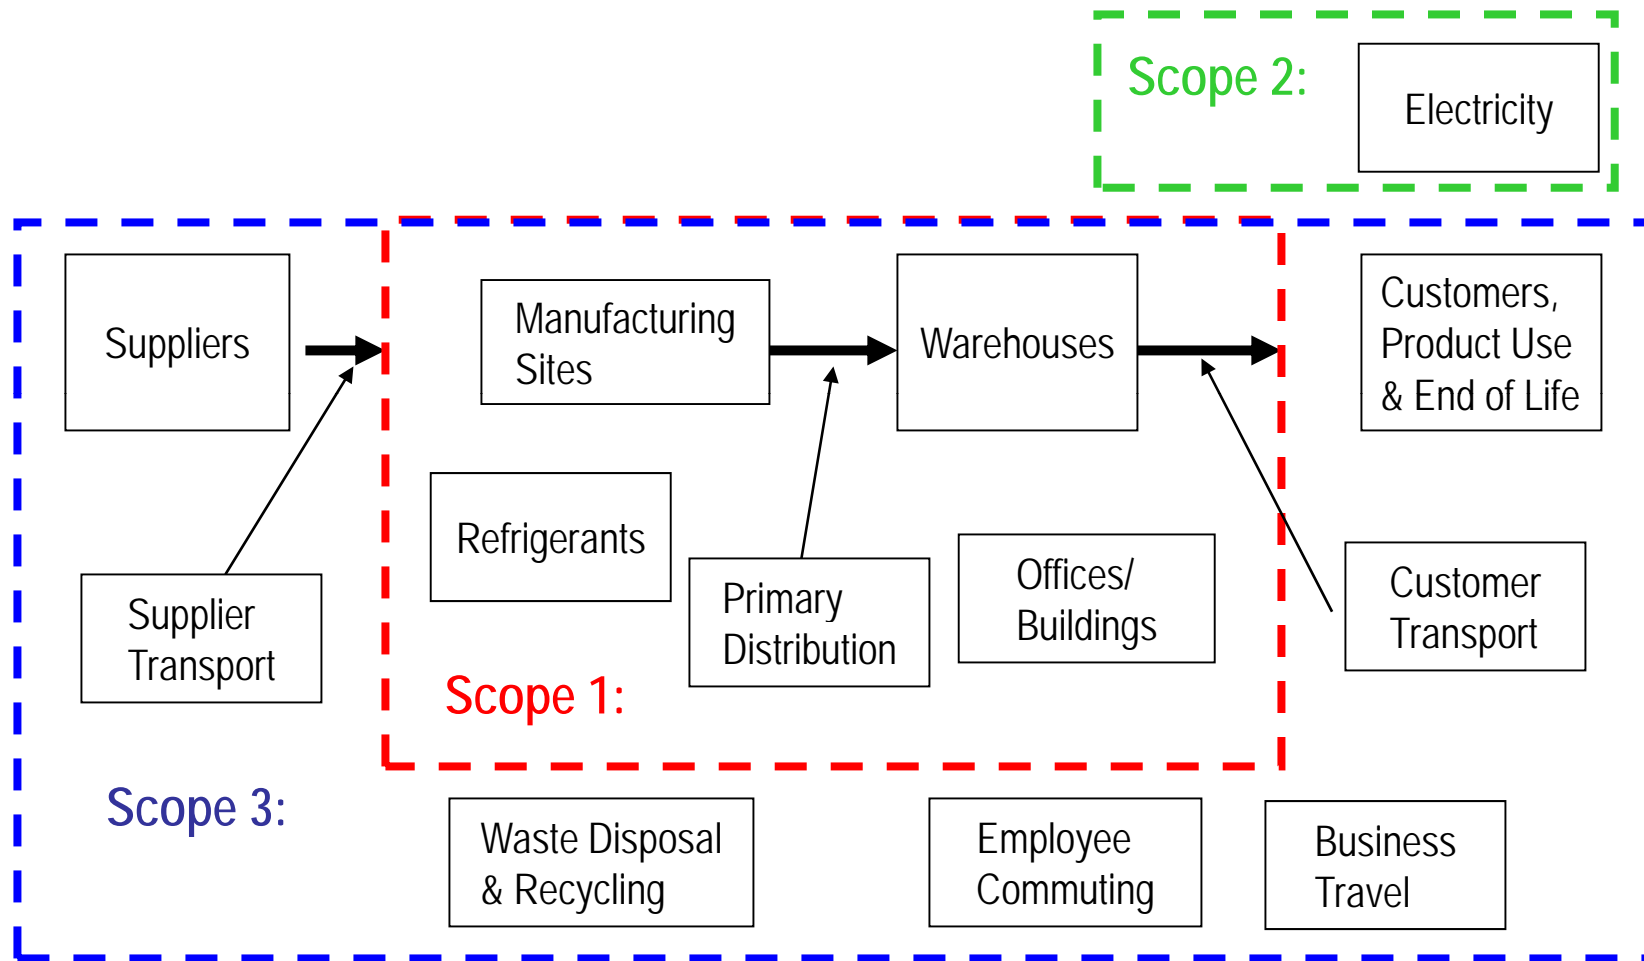 Scope 2:
Electricity
Suppliers
Manufacturing
Sites
Warehouses
Customers,
Product Use
& End of Life
Refrigerants
Supplier
Transport
Primary
Distribution
Offices/
Buildings
Customer
Transport
Scope 1:
Scope 3:
Waste Disposal
& Recycling
Employee
Commuting
Business
Travel